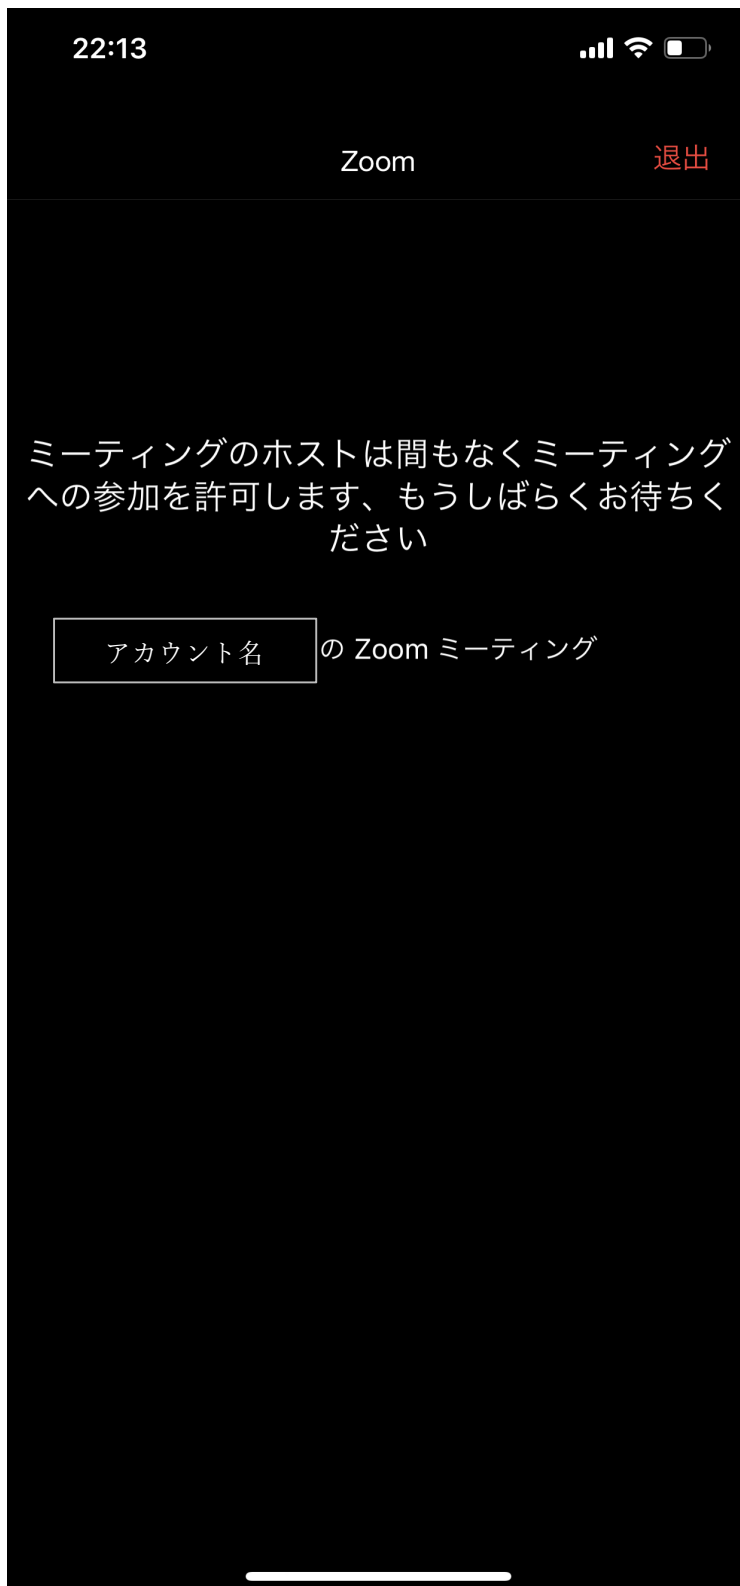 22:13
Zoom 退出
ミーティングのホストは間もなくミーティング
への参加を許可します、もうしばらくお待ちく
ださい
アカウント名 の Zoom ミーティング